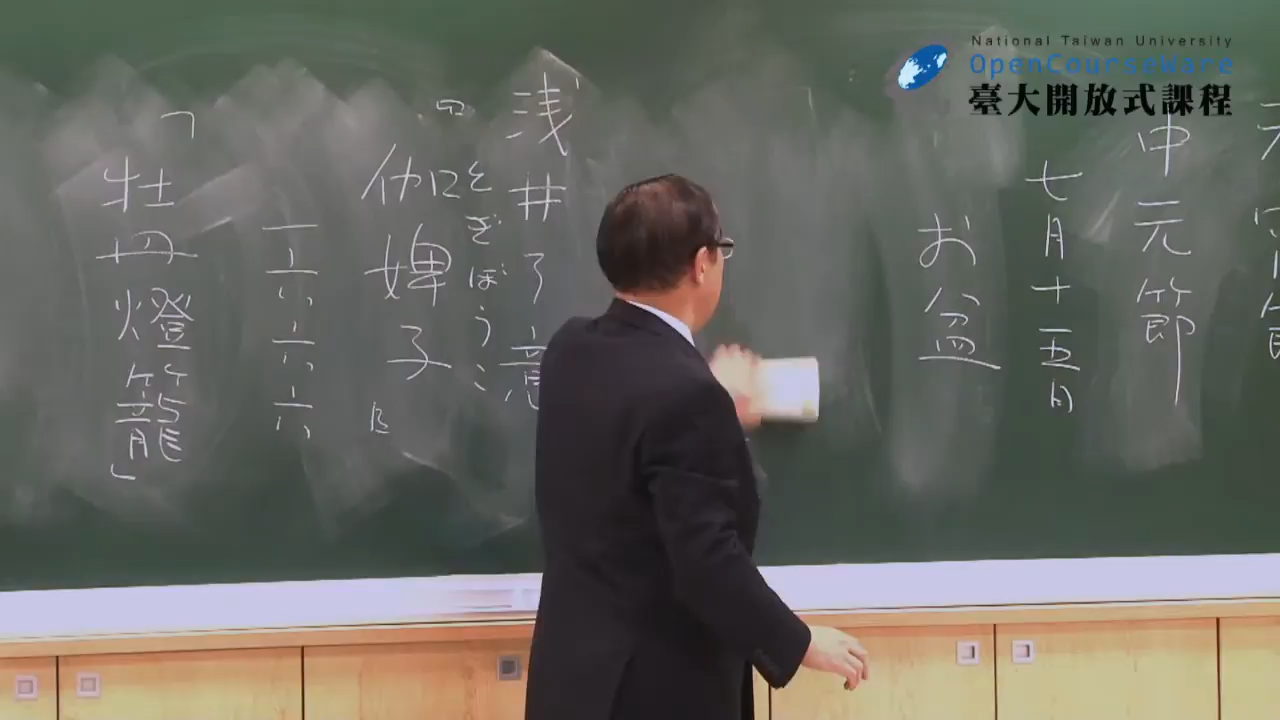 National Taiwan University
OpenCourseWare
臺大開放式課程
中元節
七月十五日
お盆
浅井了意
とぎぼうこ
伽婢子
一六六六
「牡丹燈籠」